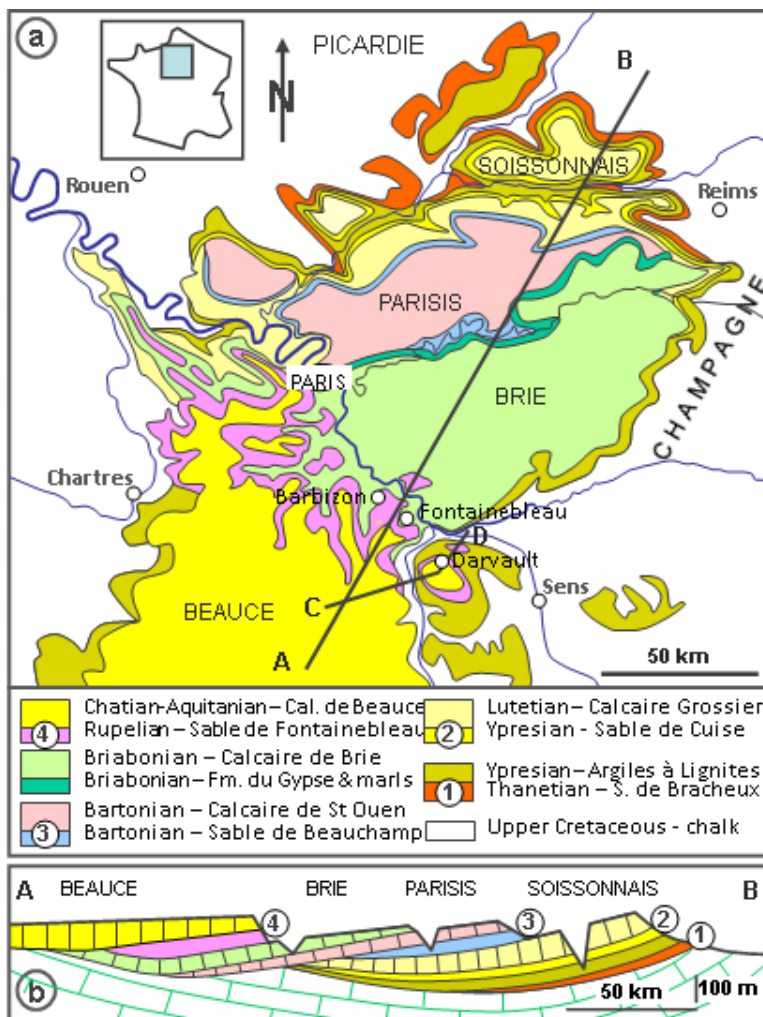 a
PICARDIE
B
N
SOISSONNAIS
Rouen
Reims
PARISIS
CHAMPAGNE
PARIS
BRIE
Chartres
Barbizon
Fontainebleau
D
Darvault
BEAUCE
C
Sens
A
50 km
Chatian-Aquitanian – Cal. de Beauce
4 Rupelian – Sable de Fontainebleau
Briabonian – Calcaire de Brie
Briabonian – Fm. du Gypse & marls
Bartonian – Calcaire de St Ouen
3 Bartonian – Sable de Beauchamp
Lutetian – Calcaire Grossier
2 Ypresian - Sable de Cuise
Ypresian – Argiles à Lignites
1 Thanetian – S. de Bracheux
Upper Cretaceous - chalk
A BEAUCE BRIE PARISIS SOISSONNAIS B
4 3 2 1
b
50 km 100 m